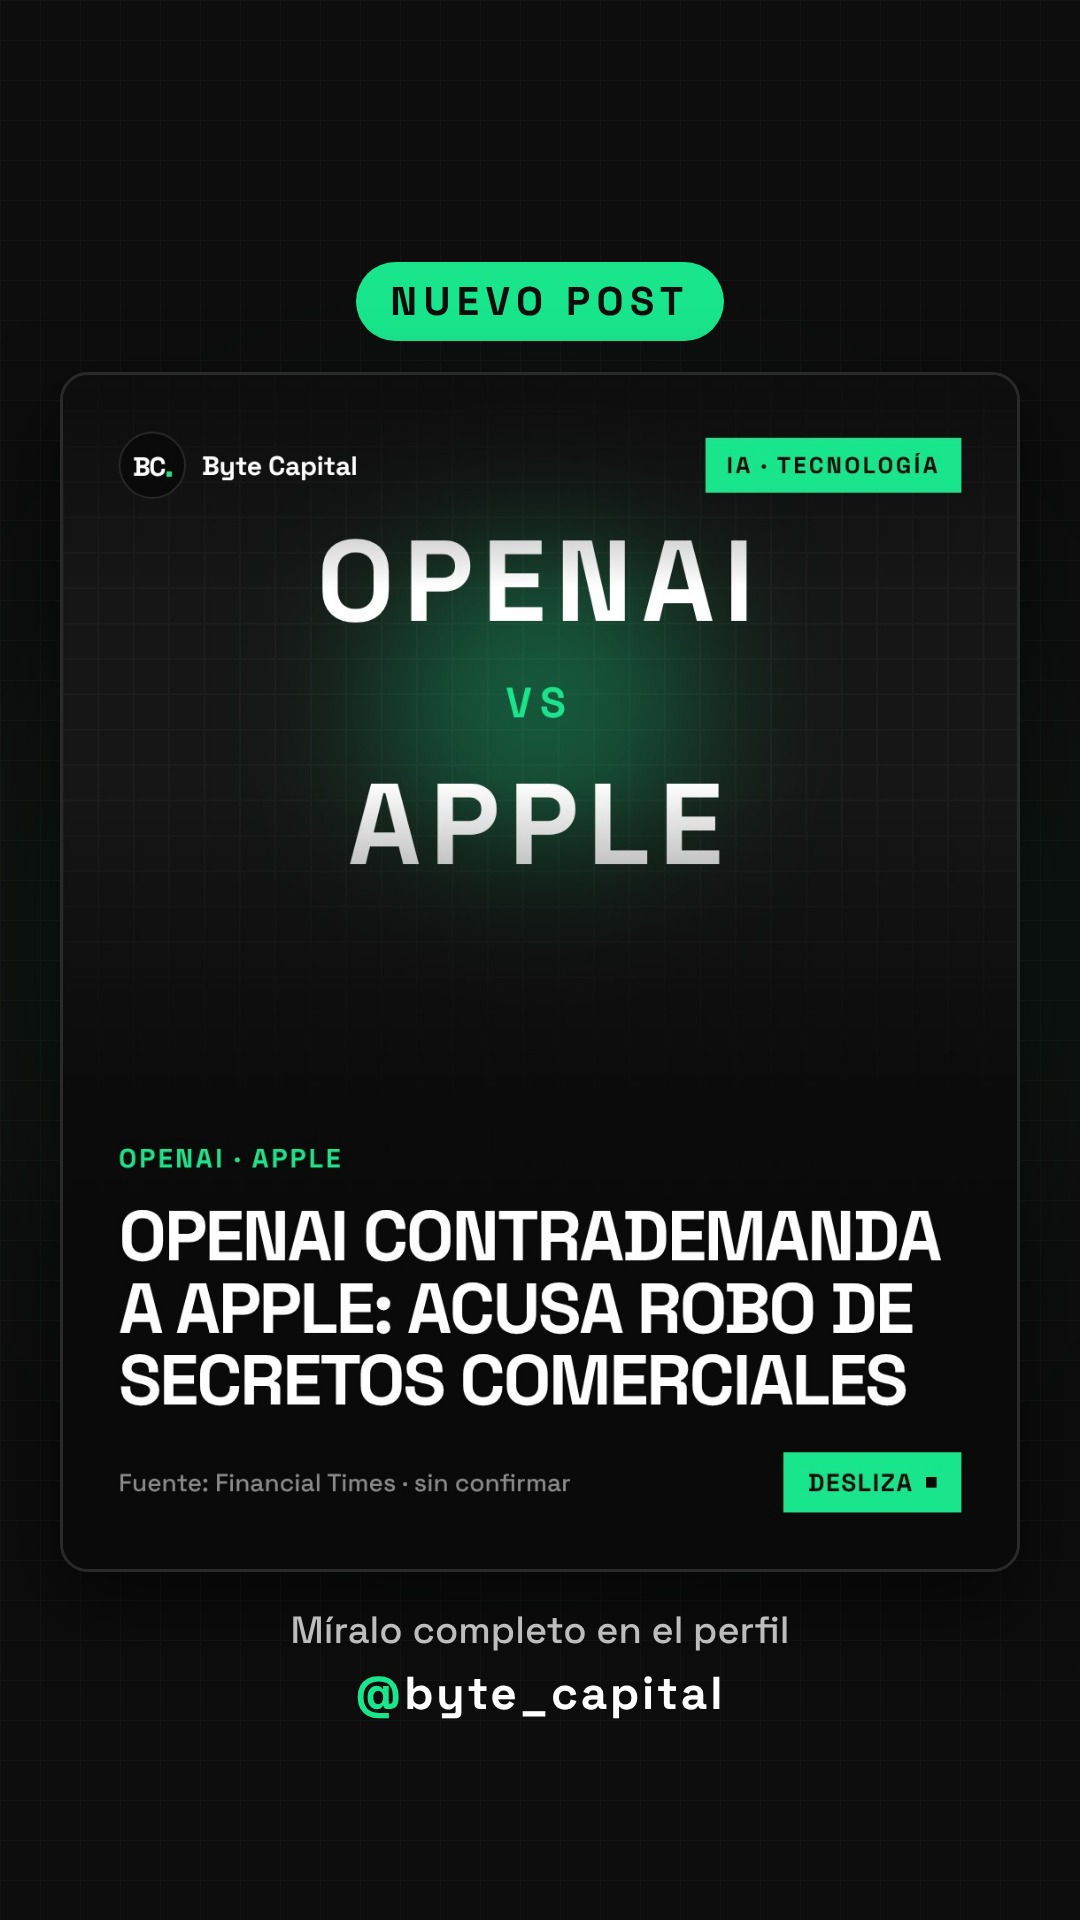 NUEVO POST
BC.
Byte Capital
IA · TECNOLOGÍA
OPENAI
VS
APPLE
OPENAI · APPLE
OPENAI CONTRADEMANDA
A APPLE: ACUSA ROBO DE
SECRETOS COMERCIALES
Fuente: Financial Times · sin confirmar
DESLIZA ▪
Míralo completo en el perfil
@byte_capital